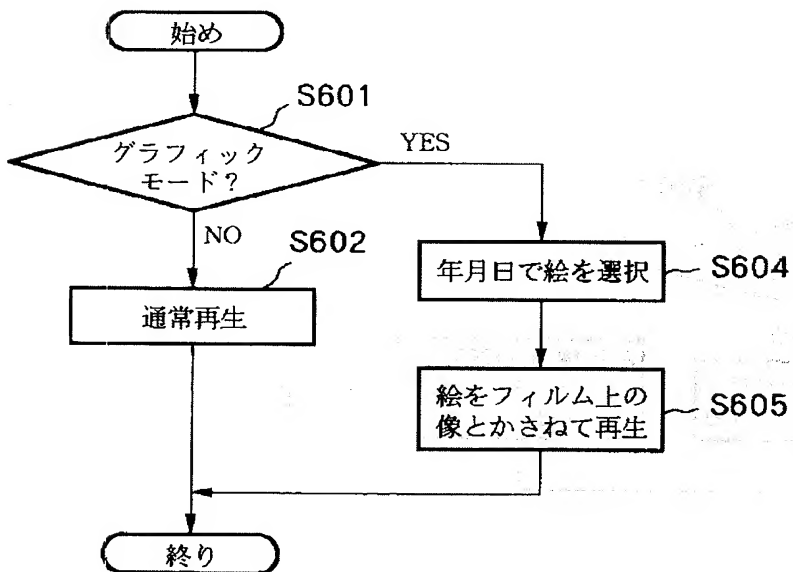 始め
S601
グラフィック
モード?
YES
NO
S602
通常再生
年月日で絵を選択
S604
絵をフィルム上の
像とかさねて再生
S605
終り